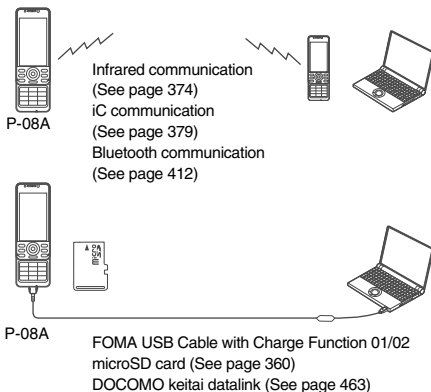 Infrared communication
(See page 374)
iC communication
(See page 379)
Bluetooth communication
(See page 412)
P-08A
P-08A
FOMA USB Cable with Charge Function 01/02
microSD card (See page 360)
DOCOMO keitai datalink (See page 463)